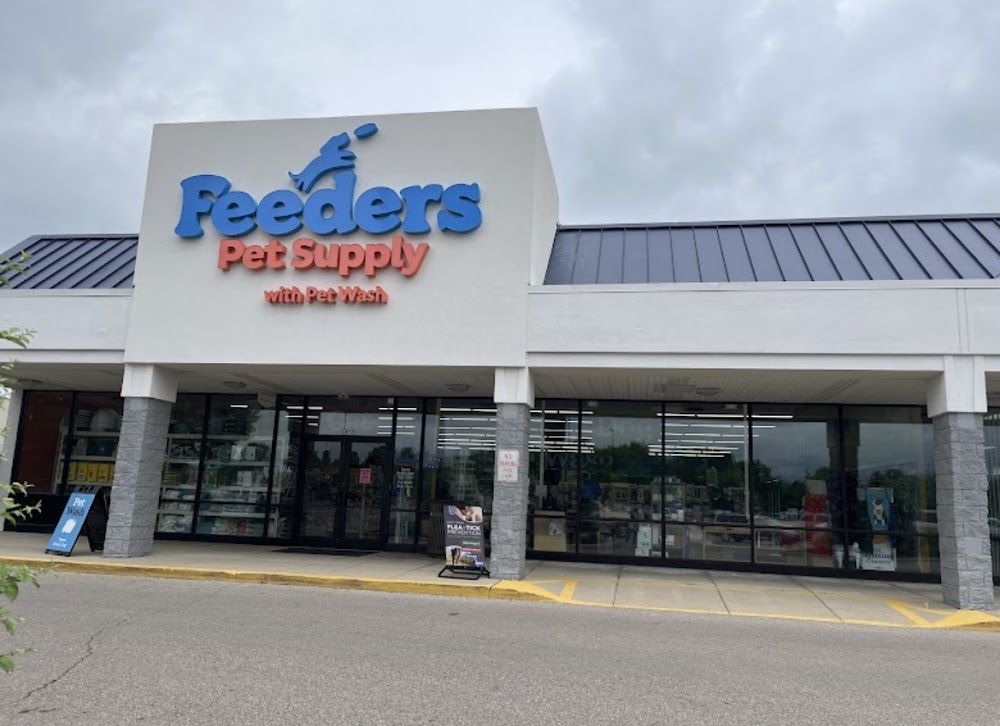 Feeders
Pet Supply
with Pet Wash
NO
PARKING
Pet
Wash
FLEA & TICK
PREVENTION